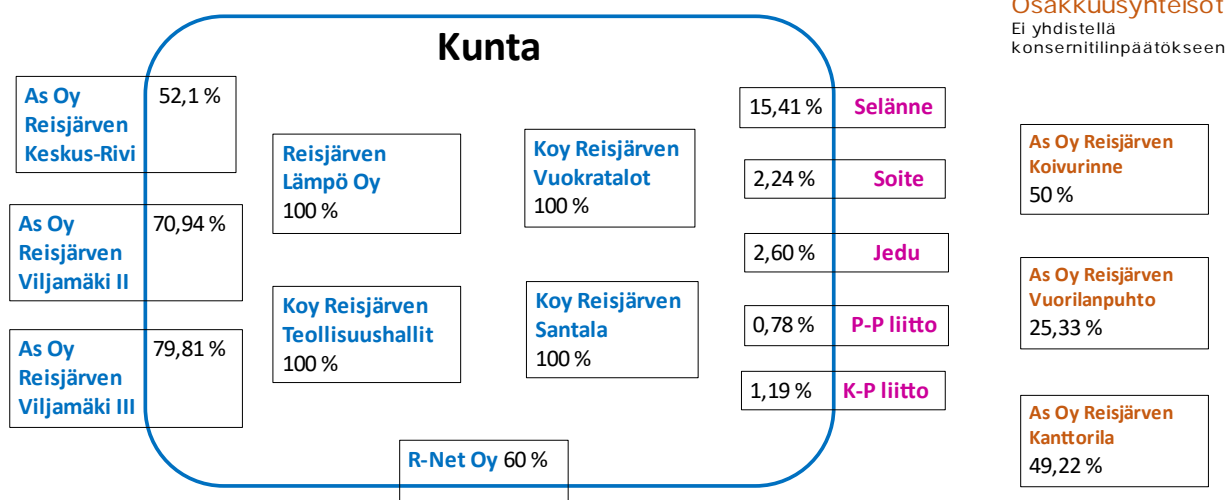 Kunta
As Oy
Reisjärven
Keskus-Rivi
52,1 %
As Oy
Reisjärven
Viljamäki II
70,94 %
As Oy
Reisjärven
Viljamäki III
79,81 %
Reisjärven
Lämpö Oy
100 %
Koy Reisjärven
Vuokratalot
100 %
Koy Reisjärven
Teollisuushallit
100 %
Koy Reisjärven
Santala
100 %
R-Net Oy 60 %
15,41 % Selänne
2,24 % Soite
2,60 % Jedu
0,78 % P-P liitto
1,19 % K-P liitto
Osakkuusyhteisöt
Ei yhdistellä
konsernitilinpäätökseen
As Oy Reisjärven
Koivurinne
50 %
As Oy Reisjärven
Vuorilanpuhto
25,33 %
As Oy Reisjärven
Kanttorila
49,22 %